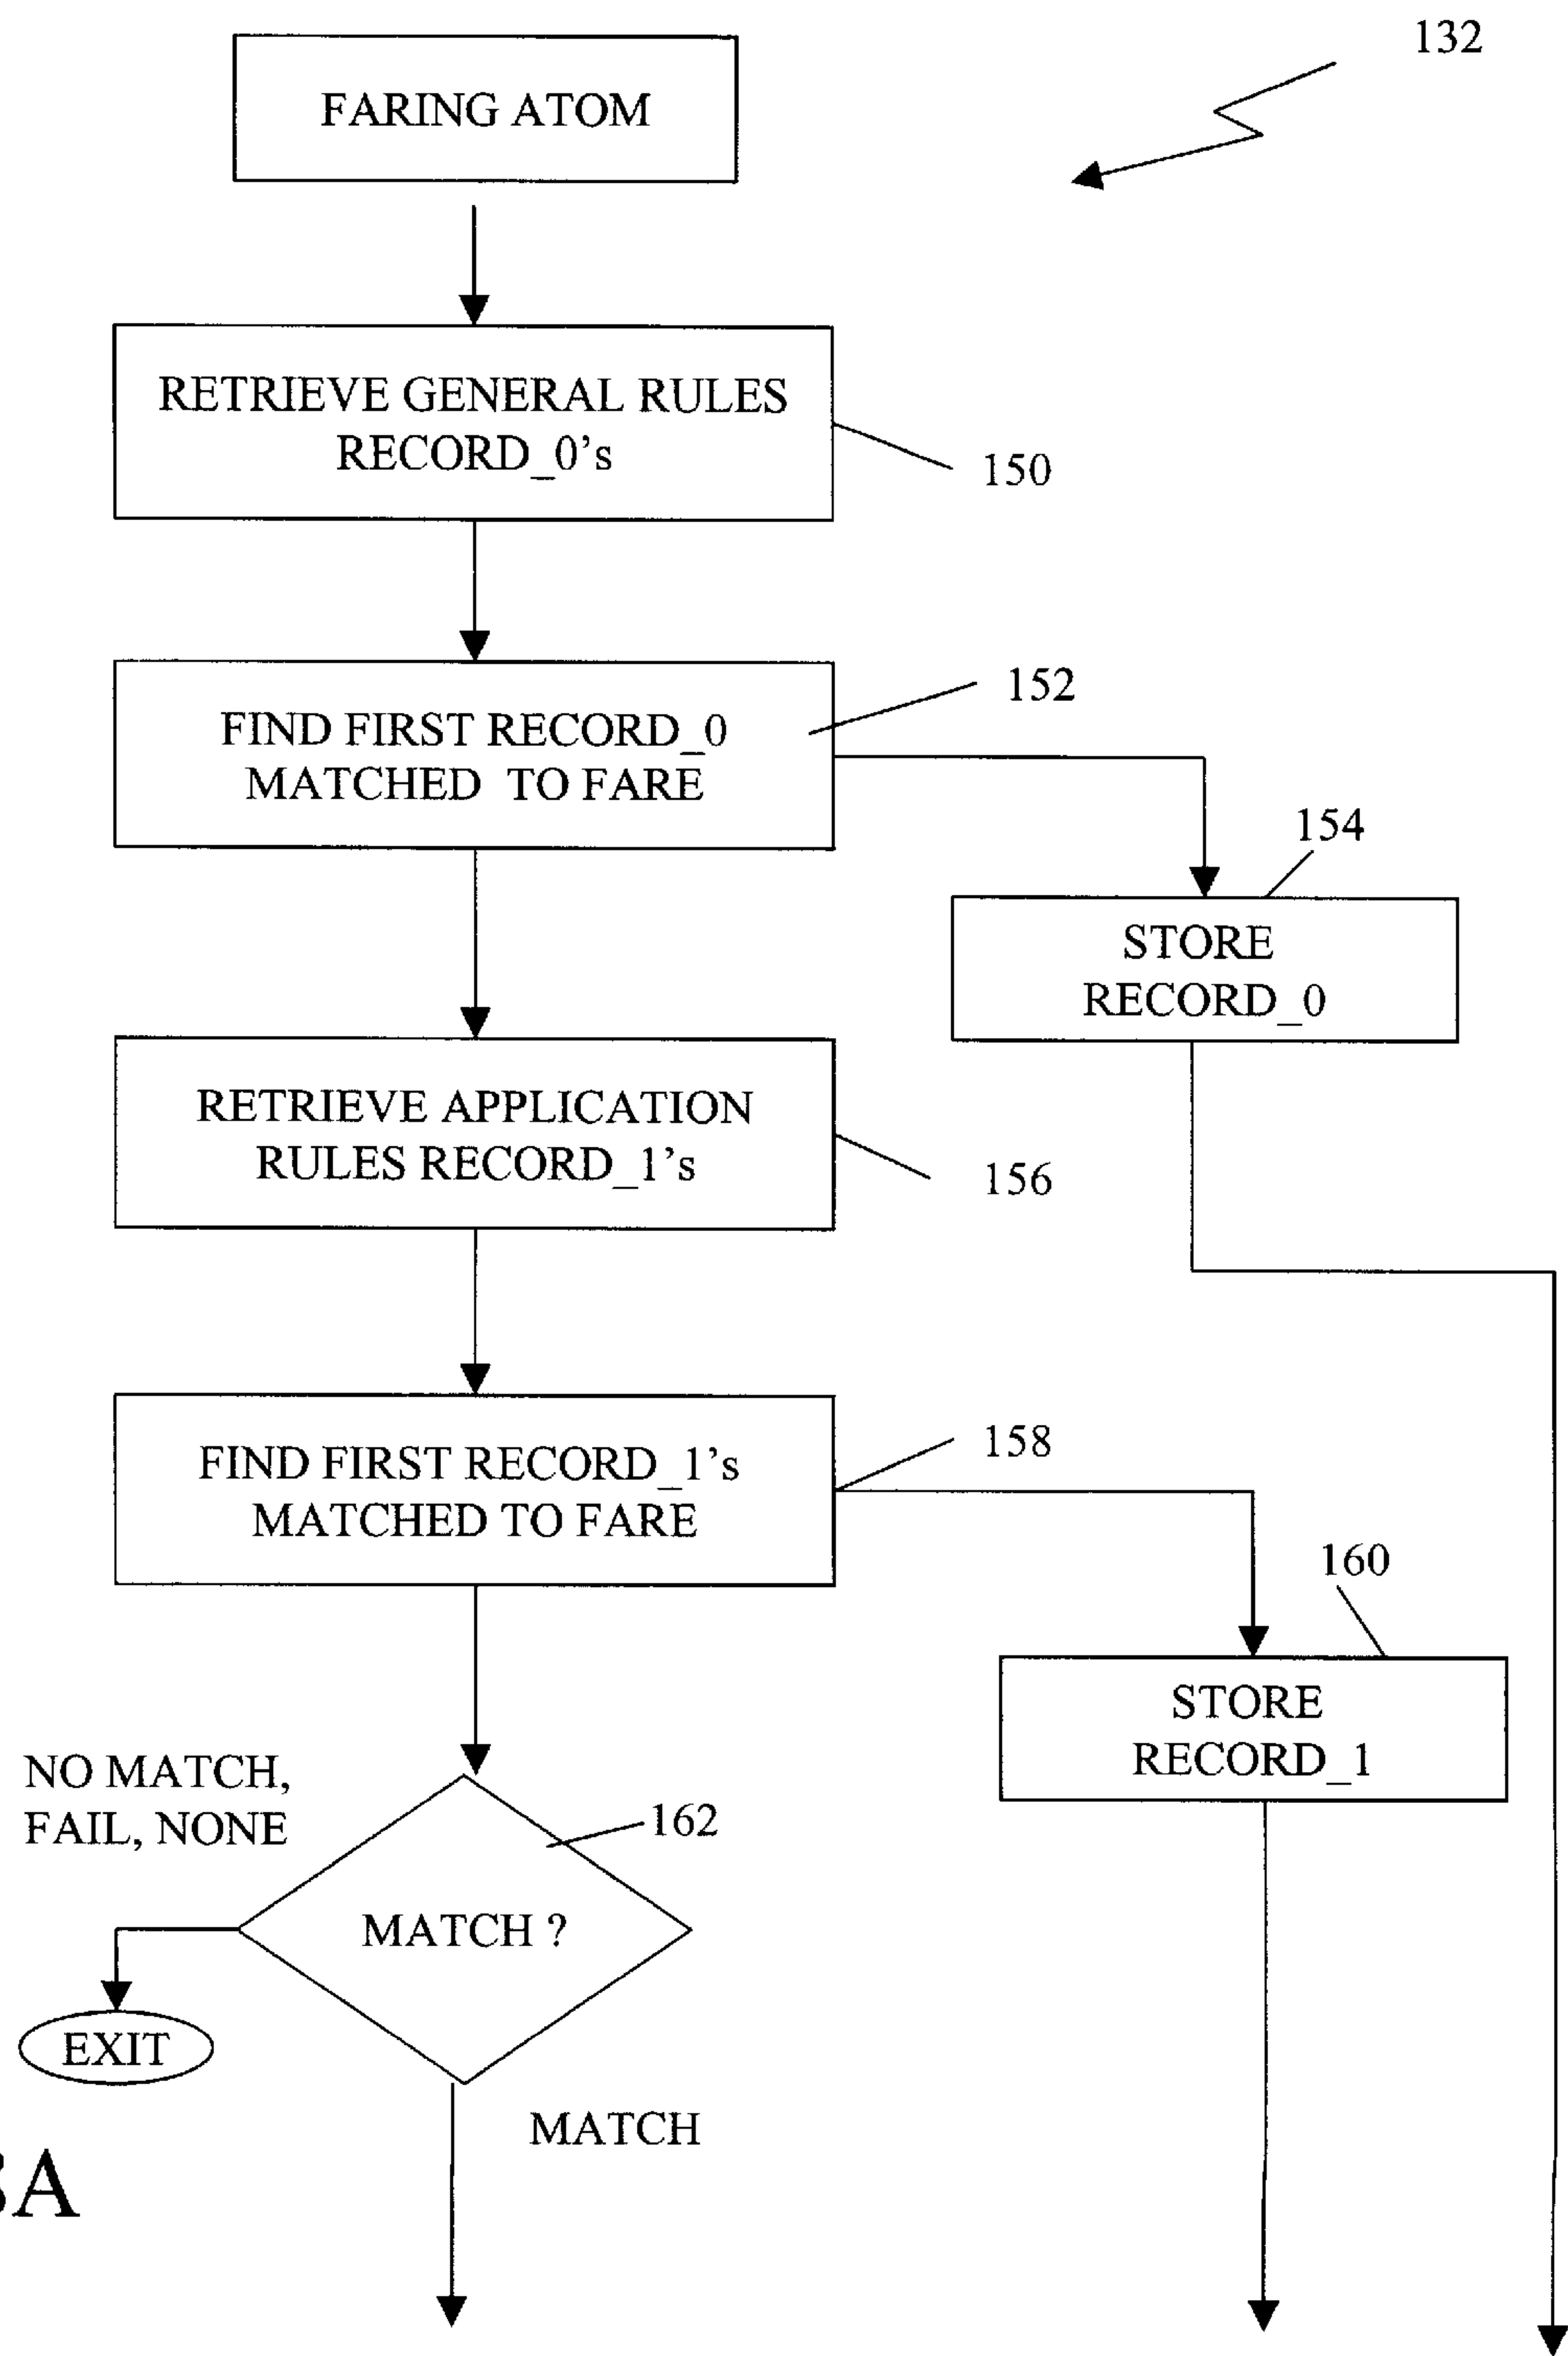 132
FARING ATOM
RETRIEVE GENERAL RULES
RECORD_0's
150
152
FIND FIRST RECORD_0
MATCHED TO FARE
154
STORE
RECORD_0
RETRIEVE APPLICATION
RULES RECORD_1's
156
158
FIND FIRST RECORD_1's
MATCHED TO FARE
160
STORE
RECORD_1
NO MATCH,
FAIL, NONE
162
MATCH ?
EXIT
MATCH